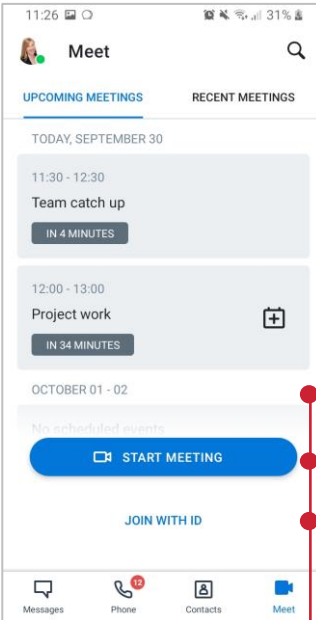 11:26 31%
Meet
UPCOMING MEETINGS RECENT MEETINGS
TODAY, SEPTEMBER 30
11:30 - 12:30
Team catch up
IN 4 MINUTES
12:00 - 13:00
Project work
IN 34 MINUTES
OCTOBER 01 - 02
No scheduled events
START MEETING
JOIN WITH ID
12
Messages Phone Contacts Meet